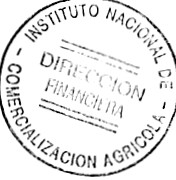 INSTITUTO NACIONAL DE
- COMERCIALIZACION AGRICOLA -
DIRECCION
FINANCIERA